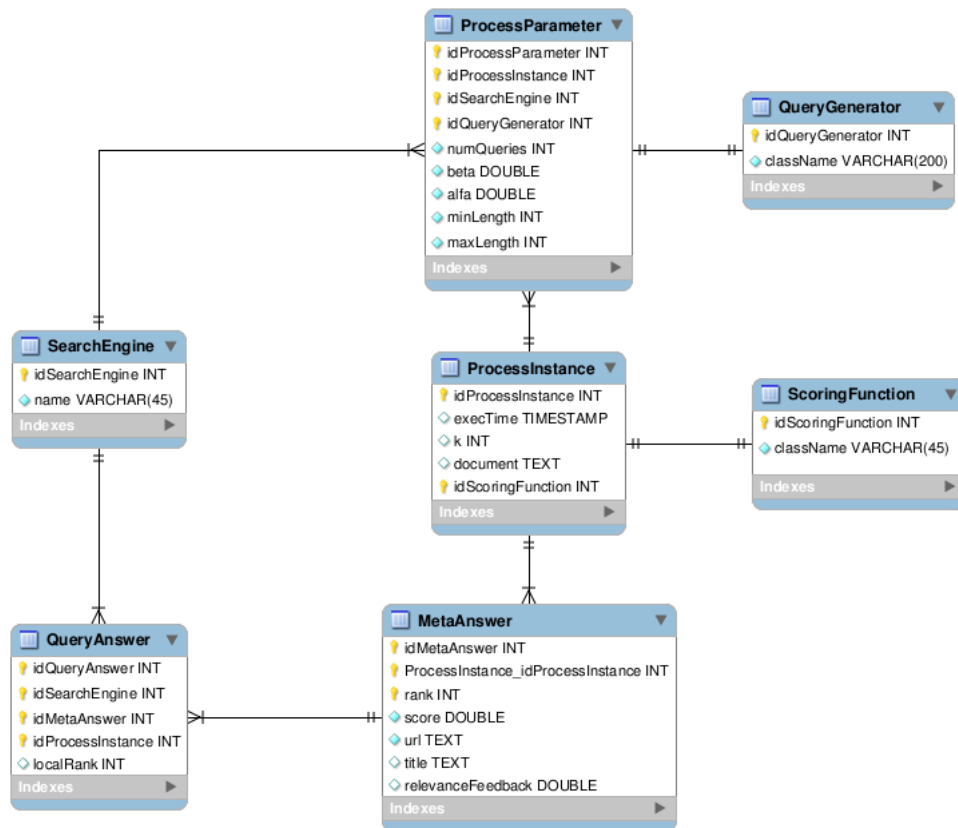 ProcessParameter
idProcessParameter INT
idProcessInstance INT
idSearchEngine INT
idQueryGenerator INT
numQueries INT
beta DOUBLE
alfa DOUBLE
minLength INT
maxLength INT
Indexes
QueryGenerator
idQueryGenerator INT
className VARCHAR(200)
Indexes
SearchEngine
idSearchEngine INT
name VARCHAR(45)
Indexes
ProcessInstance
idProcessInstance INT
execTime TIMESTAMP
k INT
document TEXT
idScoringFunction INT
Indexes
ScoringFunction
idScoringFunction INT
className VARCHAR(45)
Indexes
QueryAnswer
idQueryAnswer INT
idSearchEngine INT
idMetaAnswer INT
idProcessInstance INT
localRank INT
Indexes
MetaAnswer
idMetaAnswer INT
ProcessInstance_idProcessInstance INT
rank INT
score DOUBLE
url TEXT
title TEXT
relevanceFeedback DOUBLE
Indexes